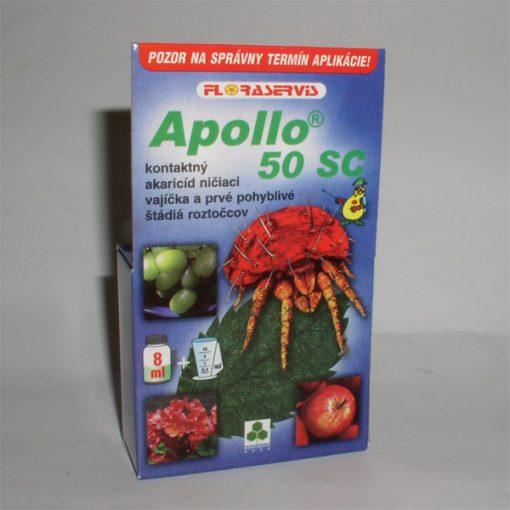 POZOR NA SPRÁVNY TERMÍN APLIKÁCIE!
FLORASERVIS
Apollo®
50 SC
kontaktný
akaricíd ničiaci
vajíčka a prvé pohyblivé
štádiá roztočcov
8
ml